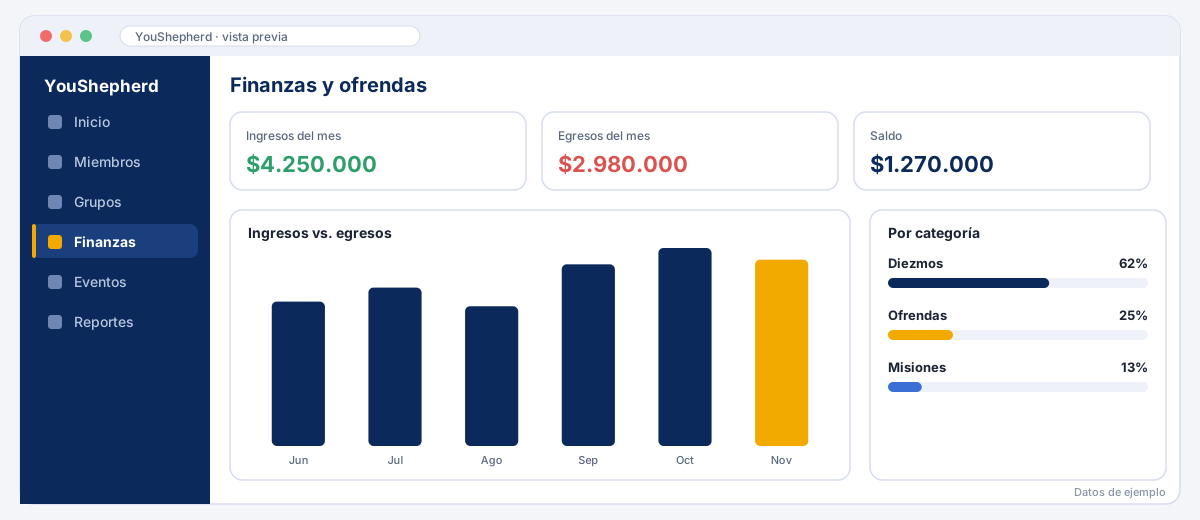 YouShepherd · vista previa
YouShepherd
Inicio
Miembros
Grupos
Finanzas
Eventos
Reportes
Finanzas y ofrendas
Ingresos del mes
$4.250.000
Egresos del mes
$2.980.000
Saldo
$1.270.000
Ingresos vs. egresos
Jun Jul Ago Sep Oct Nov
Por categoría
Diezmos 62%
Ofrendas 25%
Misiones 13%
Datos de ejemplo